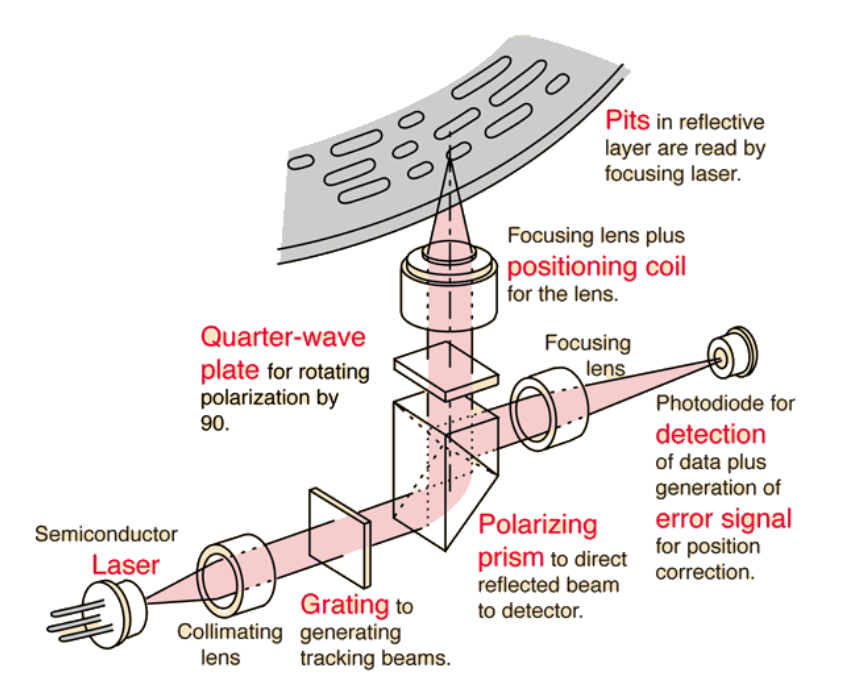 Pits in reflective
layer are read by
focusing laser.
Focusing lens plus
positioning coil
for the lens.
Quarter-wave
plate for rotating
polarization by
90.
Focusing
lens
Photodiode for
detection
of data plus
generation of
error signal
for position
correction.
Semiconductor
Laser
Collimating
lens
Grating to
generating
tracking beams.
Polarizing
prism to direct
reflected beam
to detector.